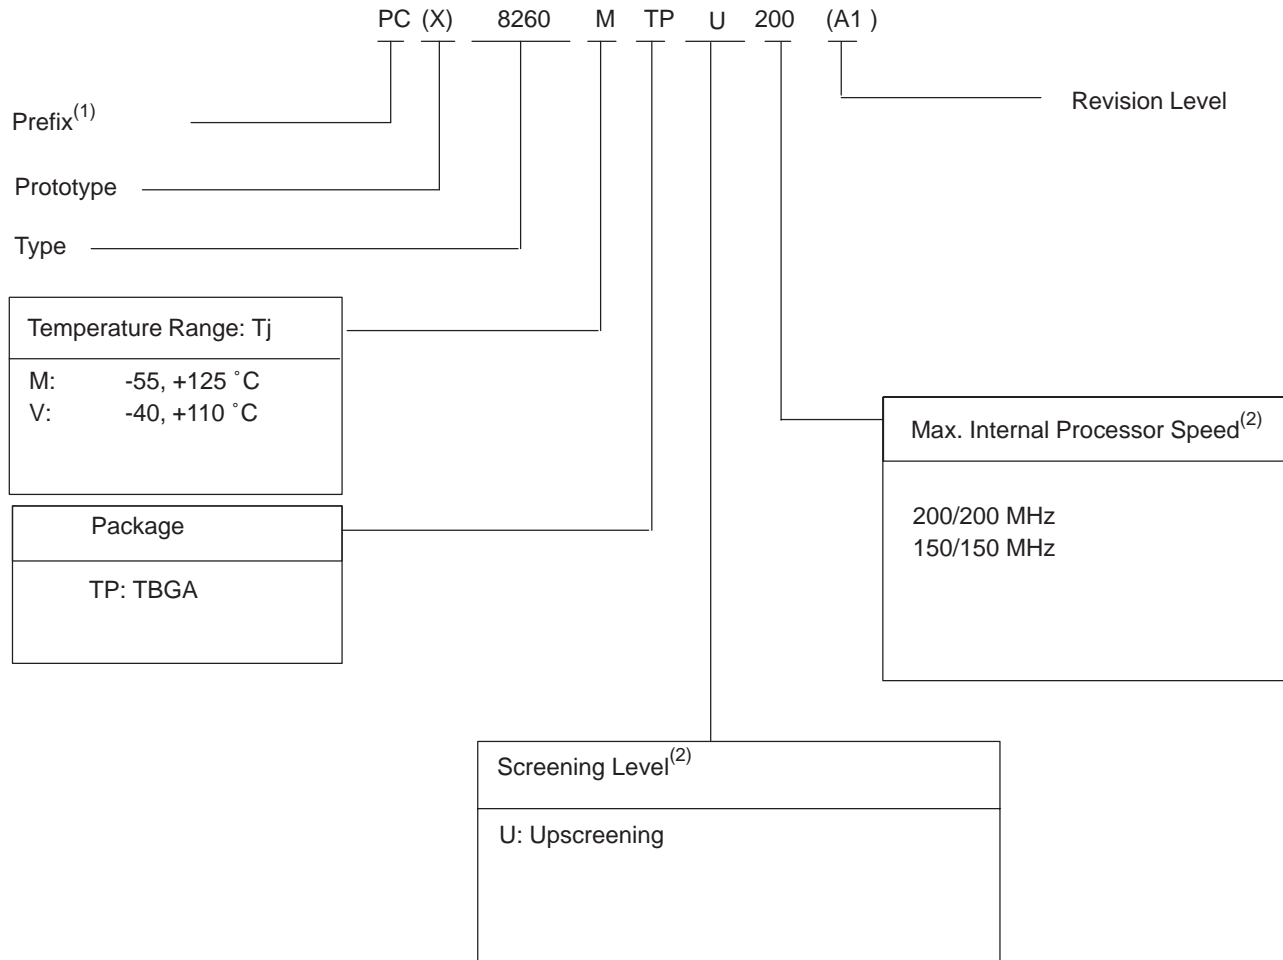 PC (X) 8260 M TP U 200 (A1 )
Revision Level
Prefix(1)
Prototype
Type
Temperature Range: Tj
M: -55, +125 ˚C
V: -40, +110 ˚C
Max. Internal Processor Speed(2)
200/200 MHz
150/150 MHz
Package
TP: TBGA
Screening Level(2)
U: Upscreening